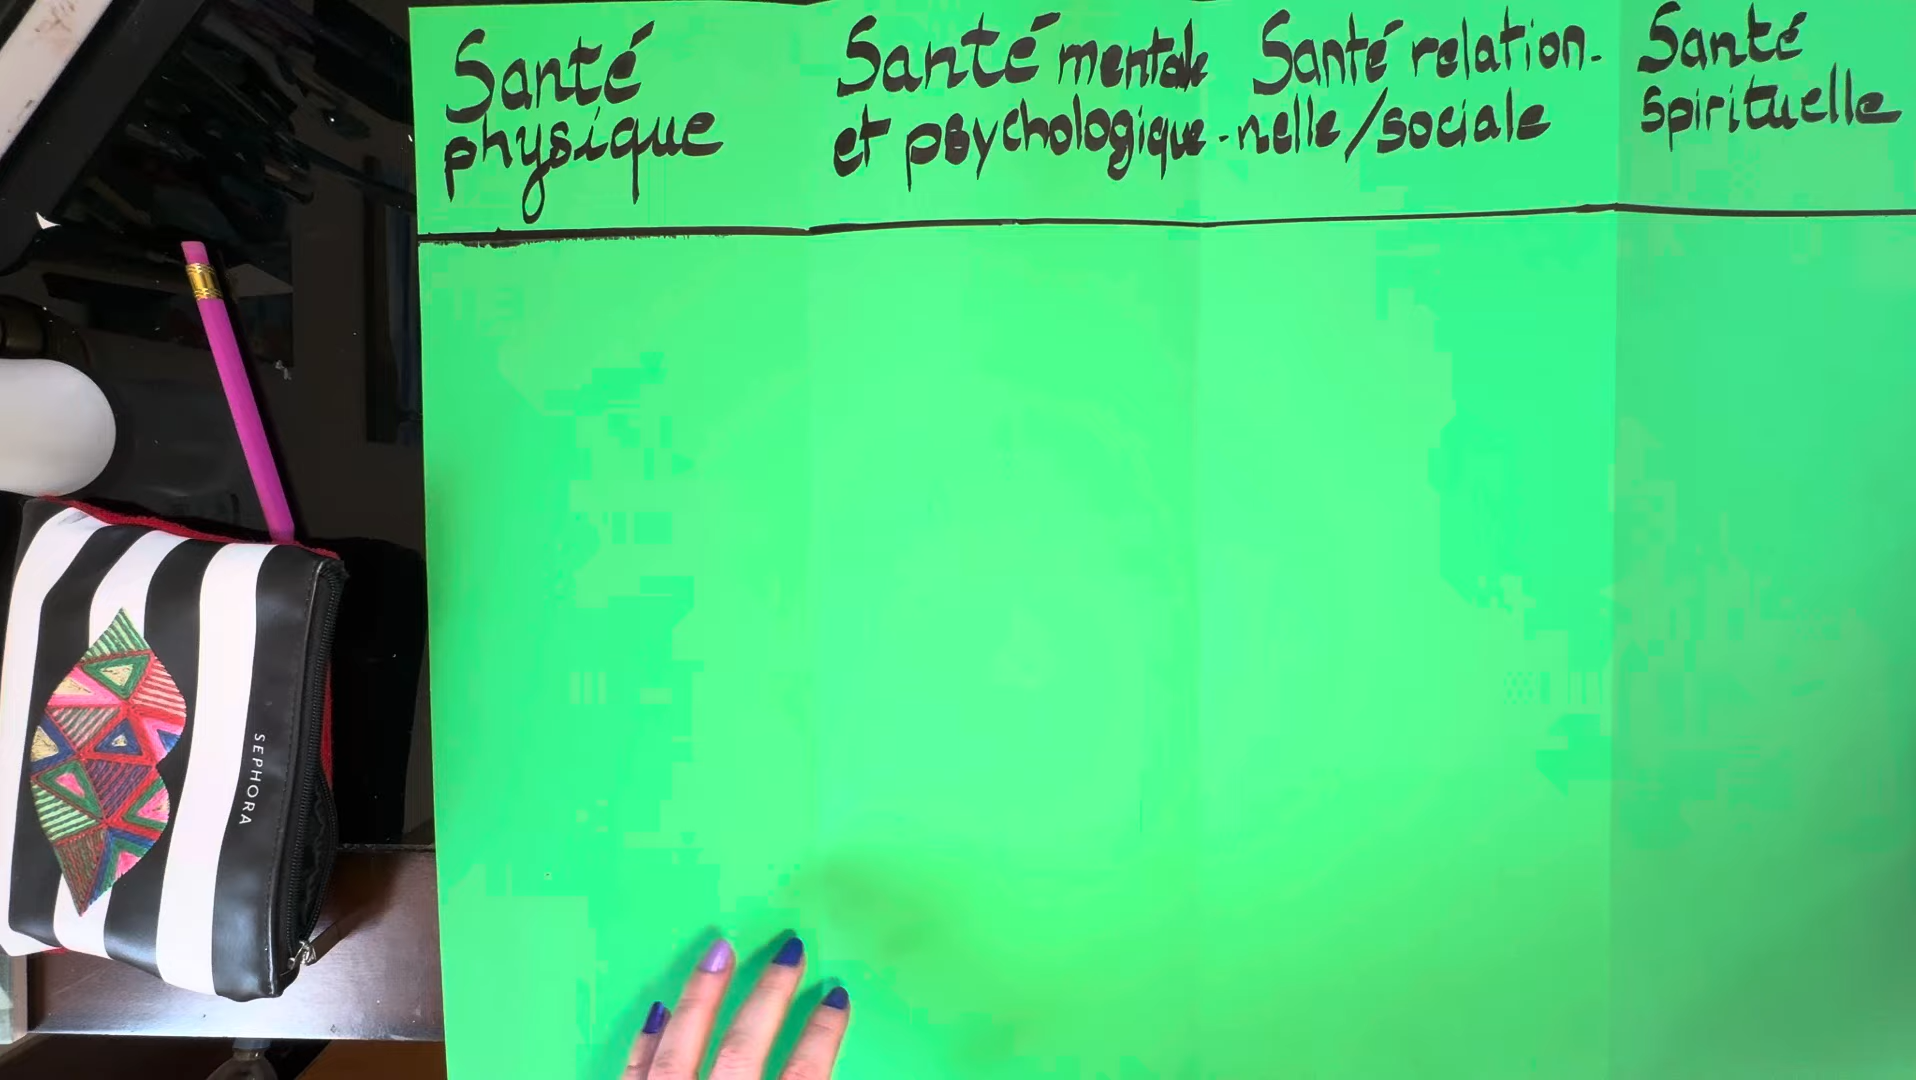 Santé
physique
Santé mentale
et psychologique
Santé relation-
-nelle/sociale
Santé
spirituelle
SEPHORA